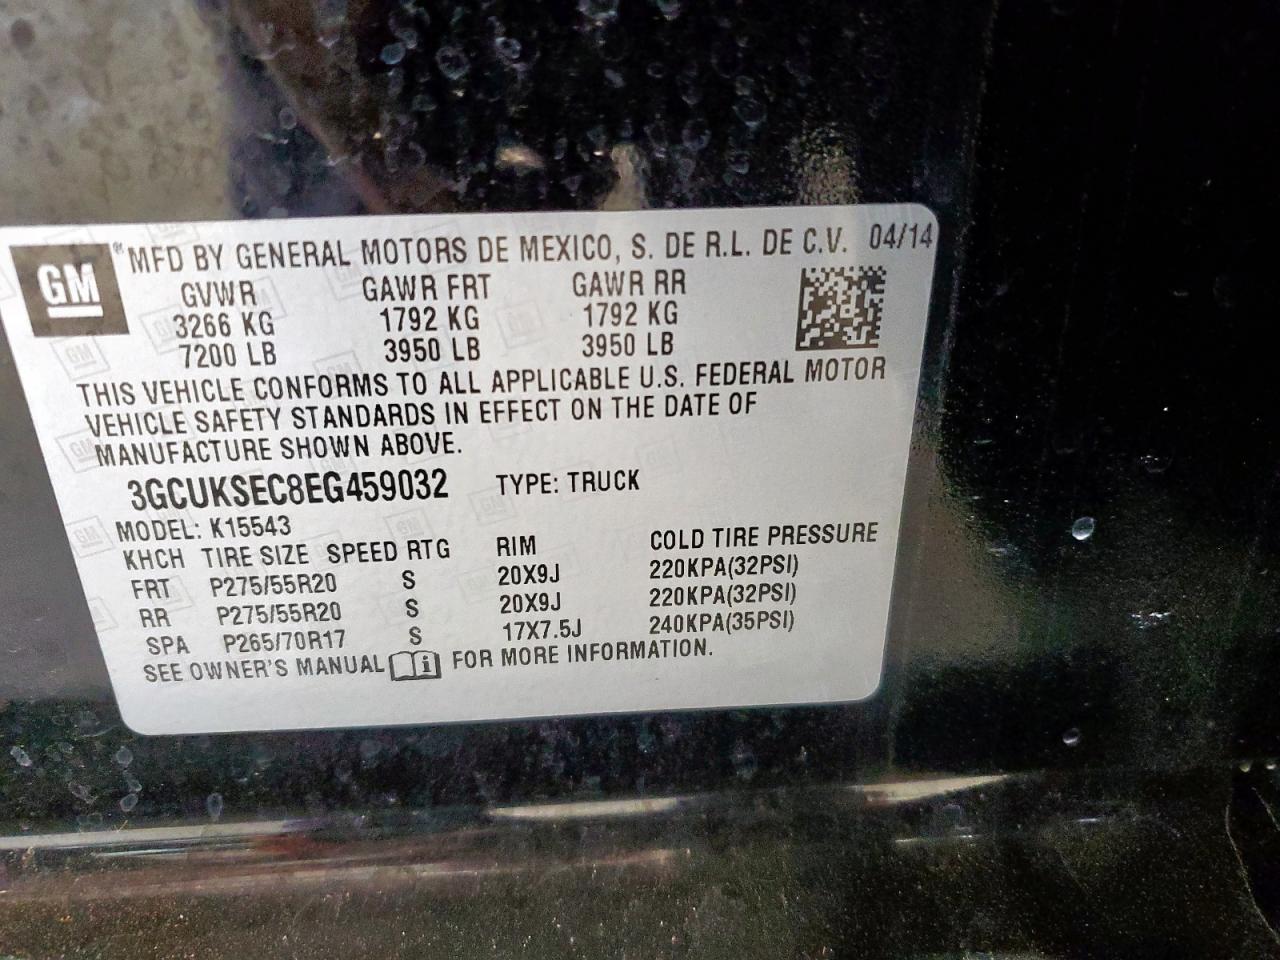 GM ® MFD BY GENERAL MOTORS DE MEXICO, S. DE R.L. DE C.V. 04/14
GVWR GAWR FRT GAWR RR
3266 KG 1792 KG 1792 KG
7200 LB 3950 LB 3950 LB
THIS VEHICLE CONFORMS TO ALL APPLICABLE U.S. FEDERAL MOTOR
VEHICLE SAFETY STANDARDS IN EFFECT ON THE DATE OF
MANUFACTURE SHOWN ABOVE.
3GCUKSEC8EG459032 TYPE: TRUCK
MODEL: K15543
KHCH TIRE SIZE SPEED RTG RIM COLD TIRE PRESSURE
FRT P275/55R20 S 20X9J 220KPA(32PSI)
RR P275/55R20 S 20X9J 220KPA(32PSI)
SPA P265/70R17 S 17X7.5J 240KPA(35PSI)
SEE OWNER'S MANUAL i FOR MORE INFORMATION.